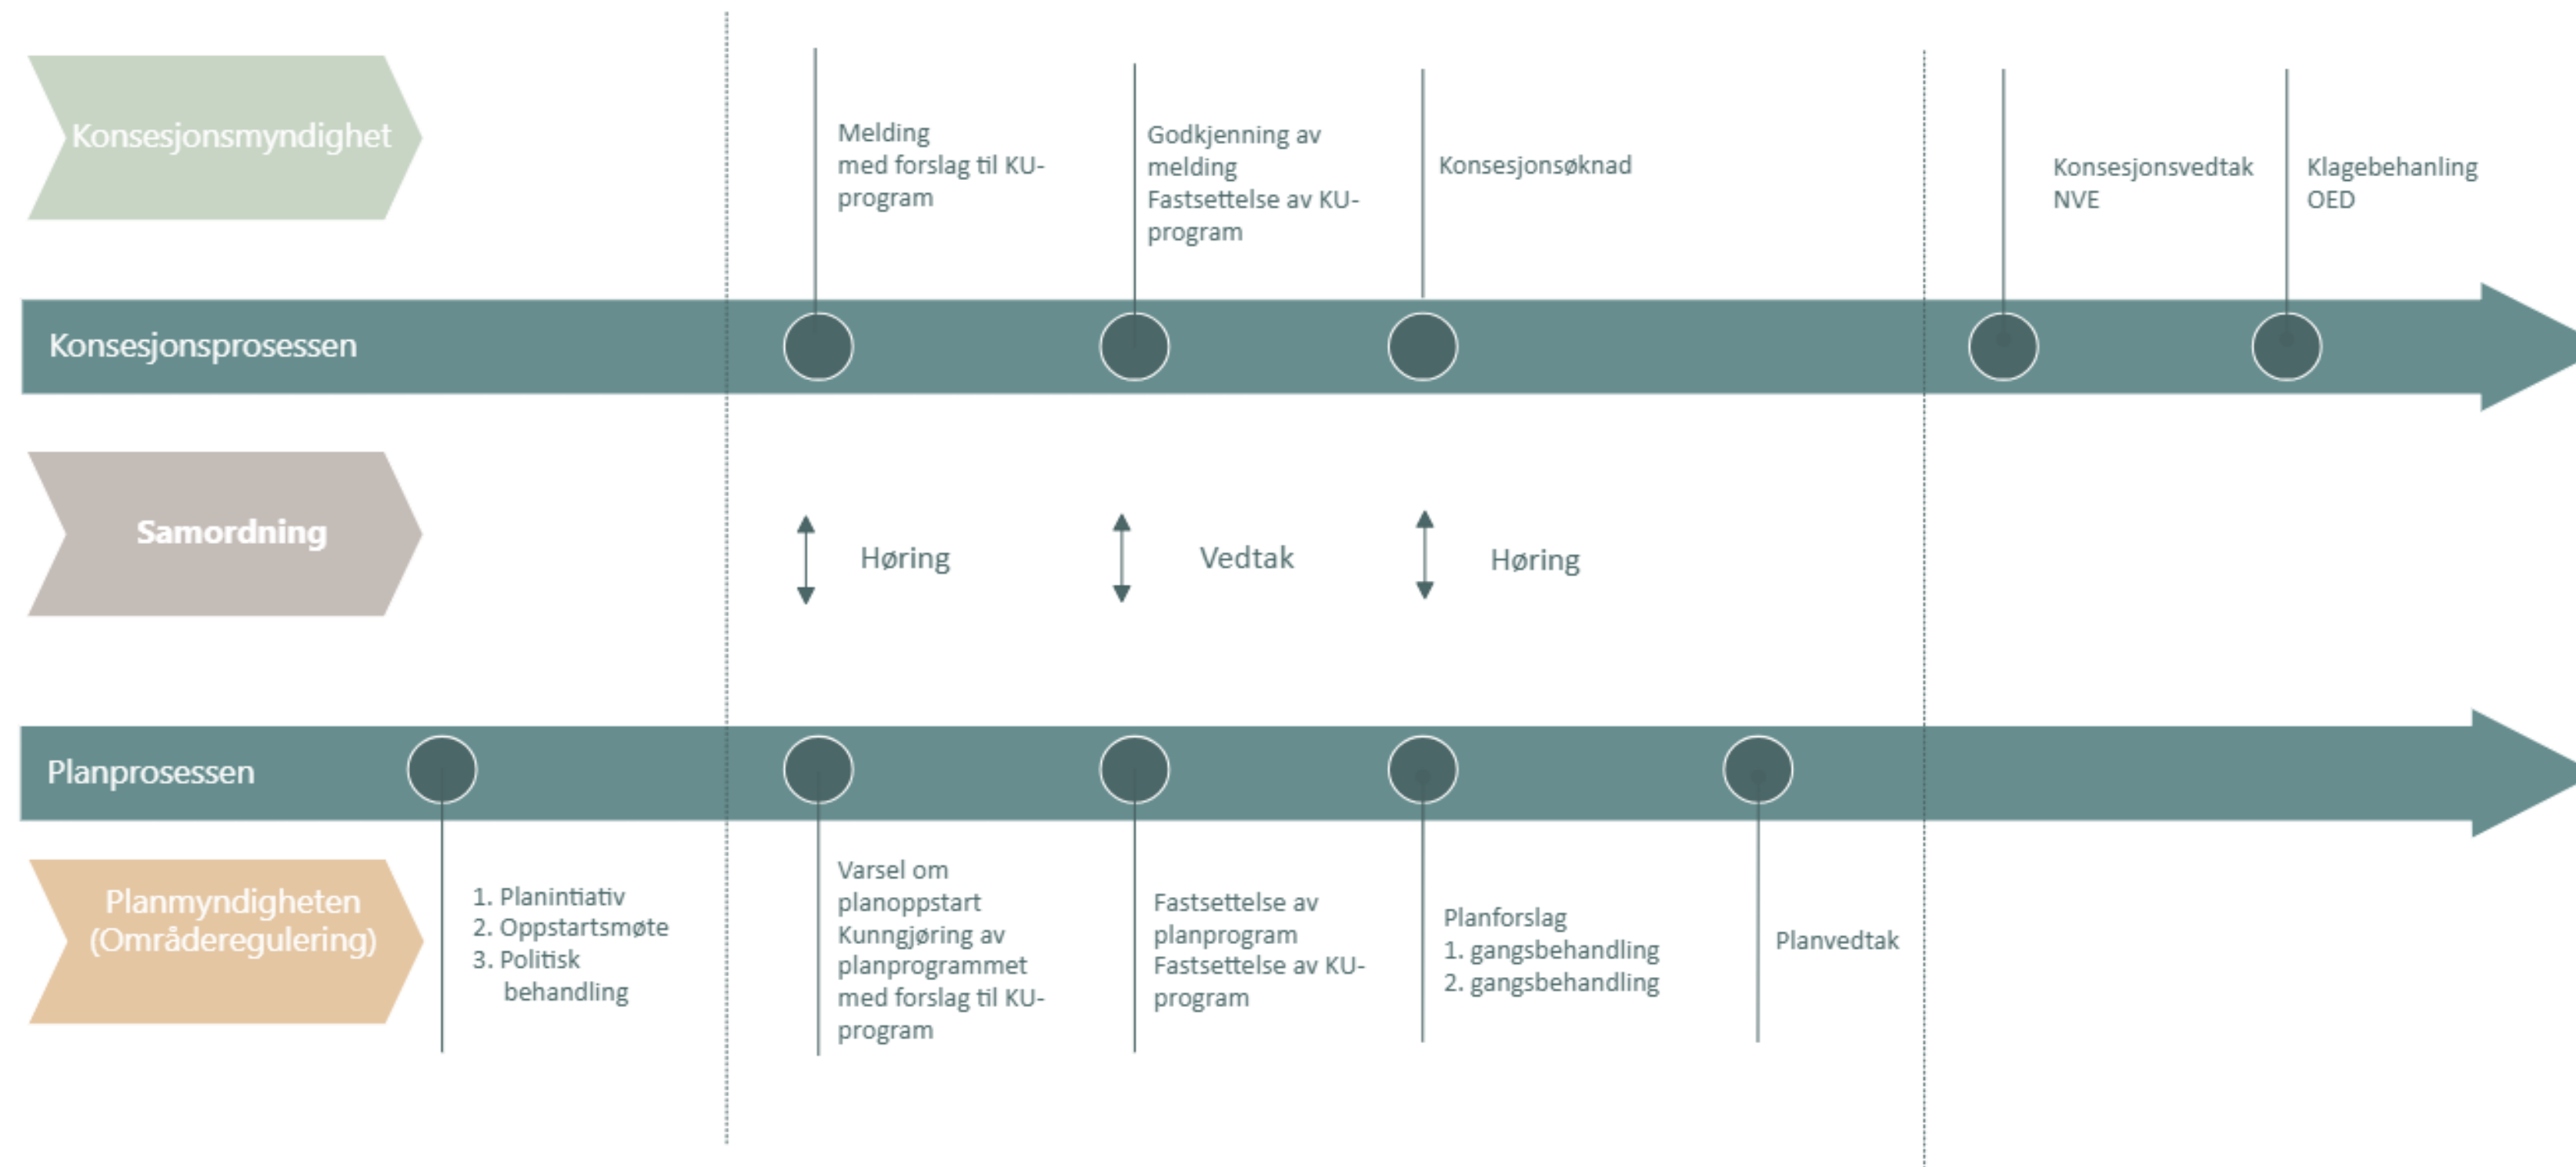 Konsesjonsmyndighet
Melding
med forslag til KU-
program
Godkjenning av
melding
Fastsettelse av KU-
program
Konsesjonsøknad
Konsesjonsvedtak
NVE
Klagebehanling
OED
Konsesjonsprosessen
Samordning
Høring
Vedtak
Høring
Planprosessen
Planmyndigheten
(Områderegulering)
1. Planintiativ
2. Oppstartsmøte
3. Politisk
behandling
Varsel om
planoppstart
Kunngjøring av
planprogrammet
med forslag til KU-
program
Fastsettelse av
planprogram
Fastsettelse av KU-
program
Planforslag
1. gangsbehandling
2. gangsbehandling
Planvedtak